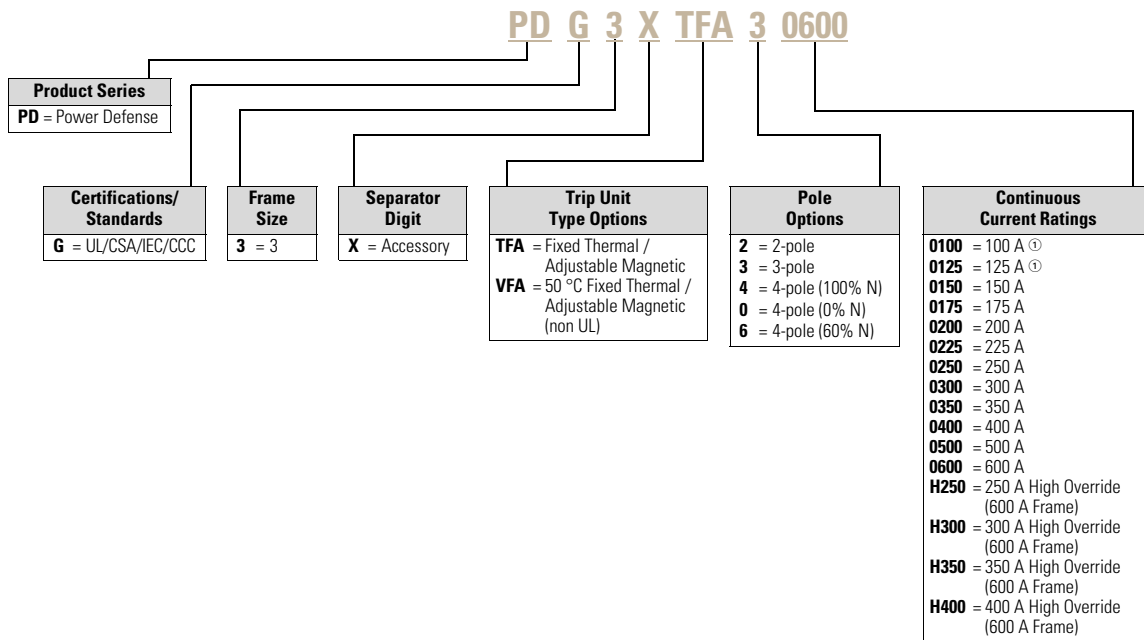 PD G 3 X TFA 3 0600
Product Series
PD = Power Defense
Certifications/
Standards
G = UL/CSA/IEC/CCC
Frame
Size
3 = 3
Separator
Digit
X = Accessory
Trip Unit
Type Options
TFA = Fixed Thermal /
Adjustable Magnetic
VFA = 50 °C Fixed Thermal /
Adjustable Magnetic
(non UL)
Pole
Options
2 = 2-pole
3 = 3-pole
4 = 4-pole (100% N)
0 = 4-pole (0% N)
6 = 4-pole (60% N)
Continuous
Current Ratings
0100 = 100 A ①
0125 = 125 A ①
0150 = 150 A
0175 = 175 A
0200 = 200 A
0225 = 225 A
0250 = 250 A
0300 = 300 A
0350 = 350 A
0400 = 400 A
0500 = 500 A
0600 = 600 A
H250 = 250 A High Override
(600 A Frame)
H300 = 300 A High Override
(600 A Frame)
H350 = 350 A High Override
(600 A Frame)
H400 = 400 A High Override
(600 A Frame)